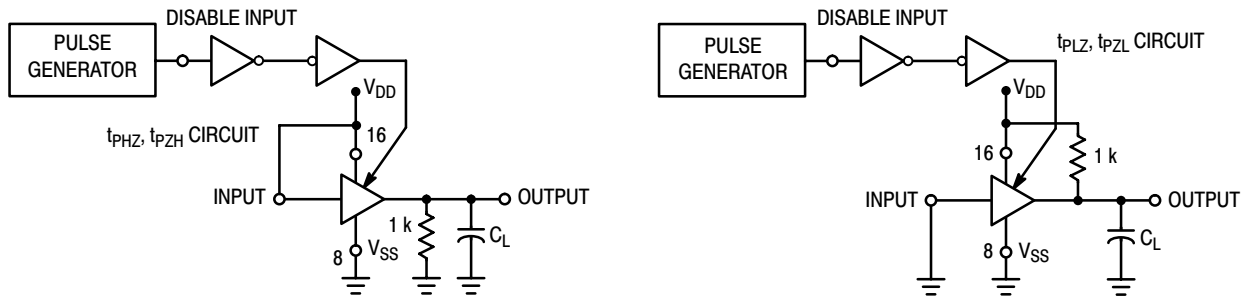 DISABLE INPUT
PULSE
GENERATOR
VDD
tPHZ, tPZH CIRCUIT
16
INPUT
OUTPUT
1 k
CL
8
VSS
DISABLE INPUT
PULSE
GENERATOR
tPLZ, tPZL CIRCUIT
VDD
16
1 k
INPUT
OUTPUT
CL
8
VSS